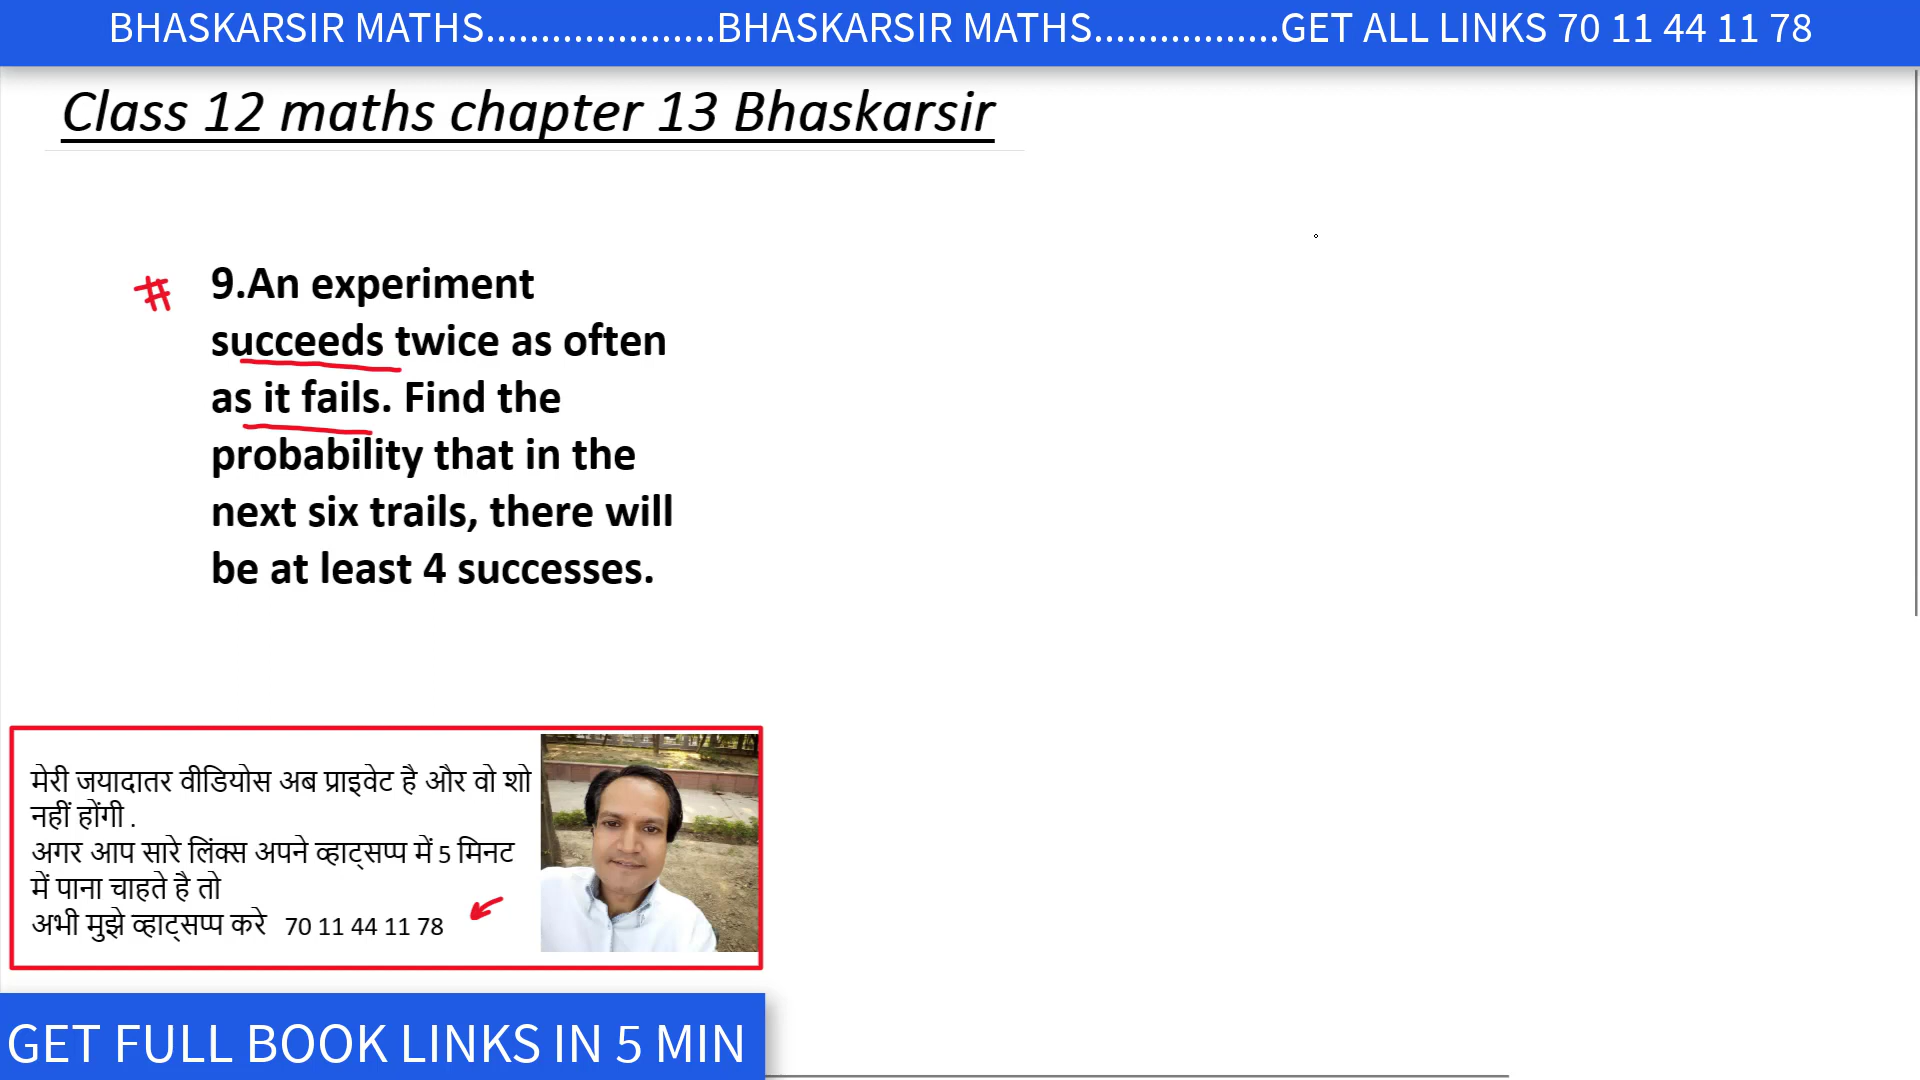 BHASKARSIR MATHS.....................BHASKARSIR MATHS.................GET ALL LINKS 70 11 44 11 78
Class 12 maths chapter 13 Bhaskarsir
# 9.An experiment
succeeds twice as often
as it fails. Find the
probability that in the
next six trails, there will
be at least 4 successes.
मेरी जयादातर वीडियोस अब प्राइवेट है और वो शो
नहीं होंगी .
अगर आप सारे लिंक्स अपने व्हाट्सप्प में 5 मिनट
में पाना चाहते है तो
अभी मुझे व्हाट्सप्प करे 70 11 44 11 78
GET FULL BOOK LINKS IN 5 MIN